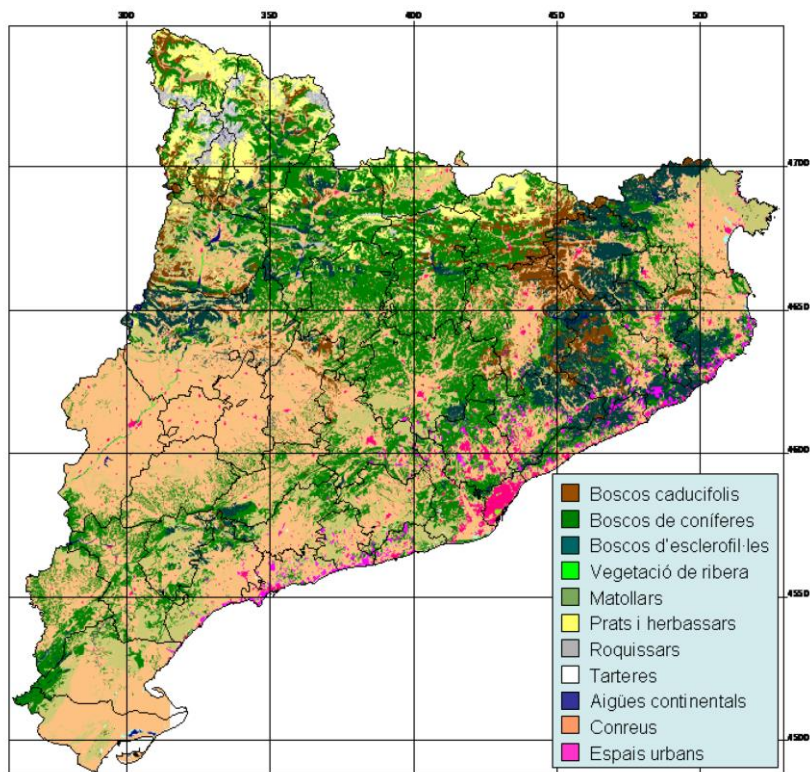 300 350 400 450 500
4700
4650
4600
4550
4500
Boscos caducifolis
Boscos de coníferes
Boscos d'esclerofil·les
Vegetació de ribera
Matollars
Prats i herbassars
Roquissars
Tarteres
Aigües continentals
Conreus
Espais urbans